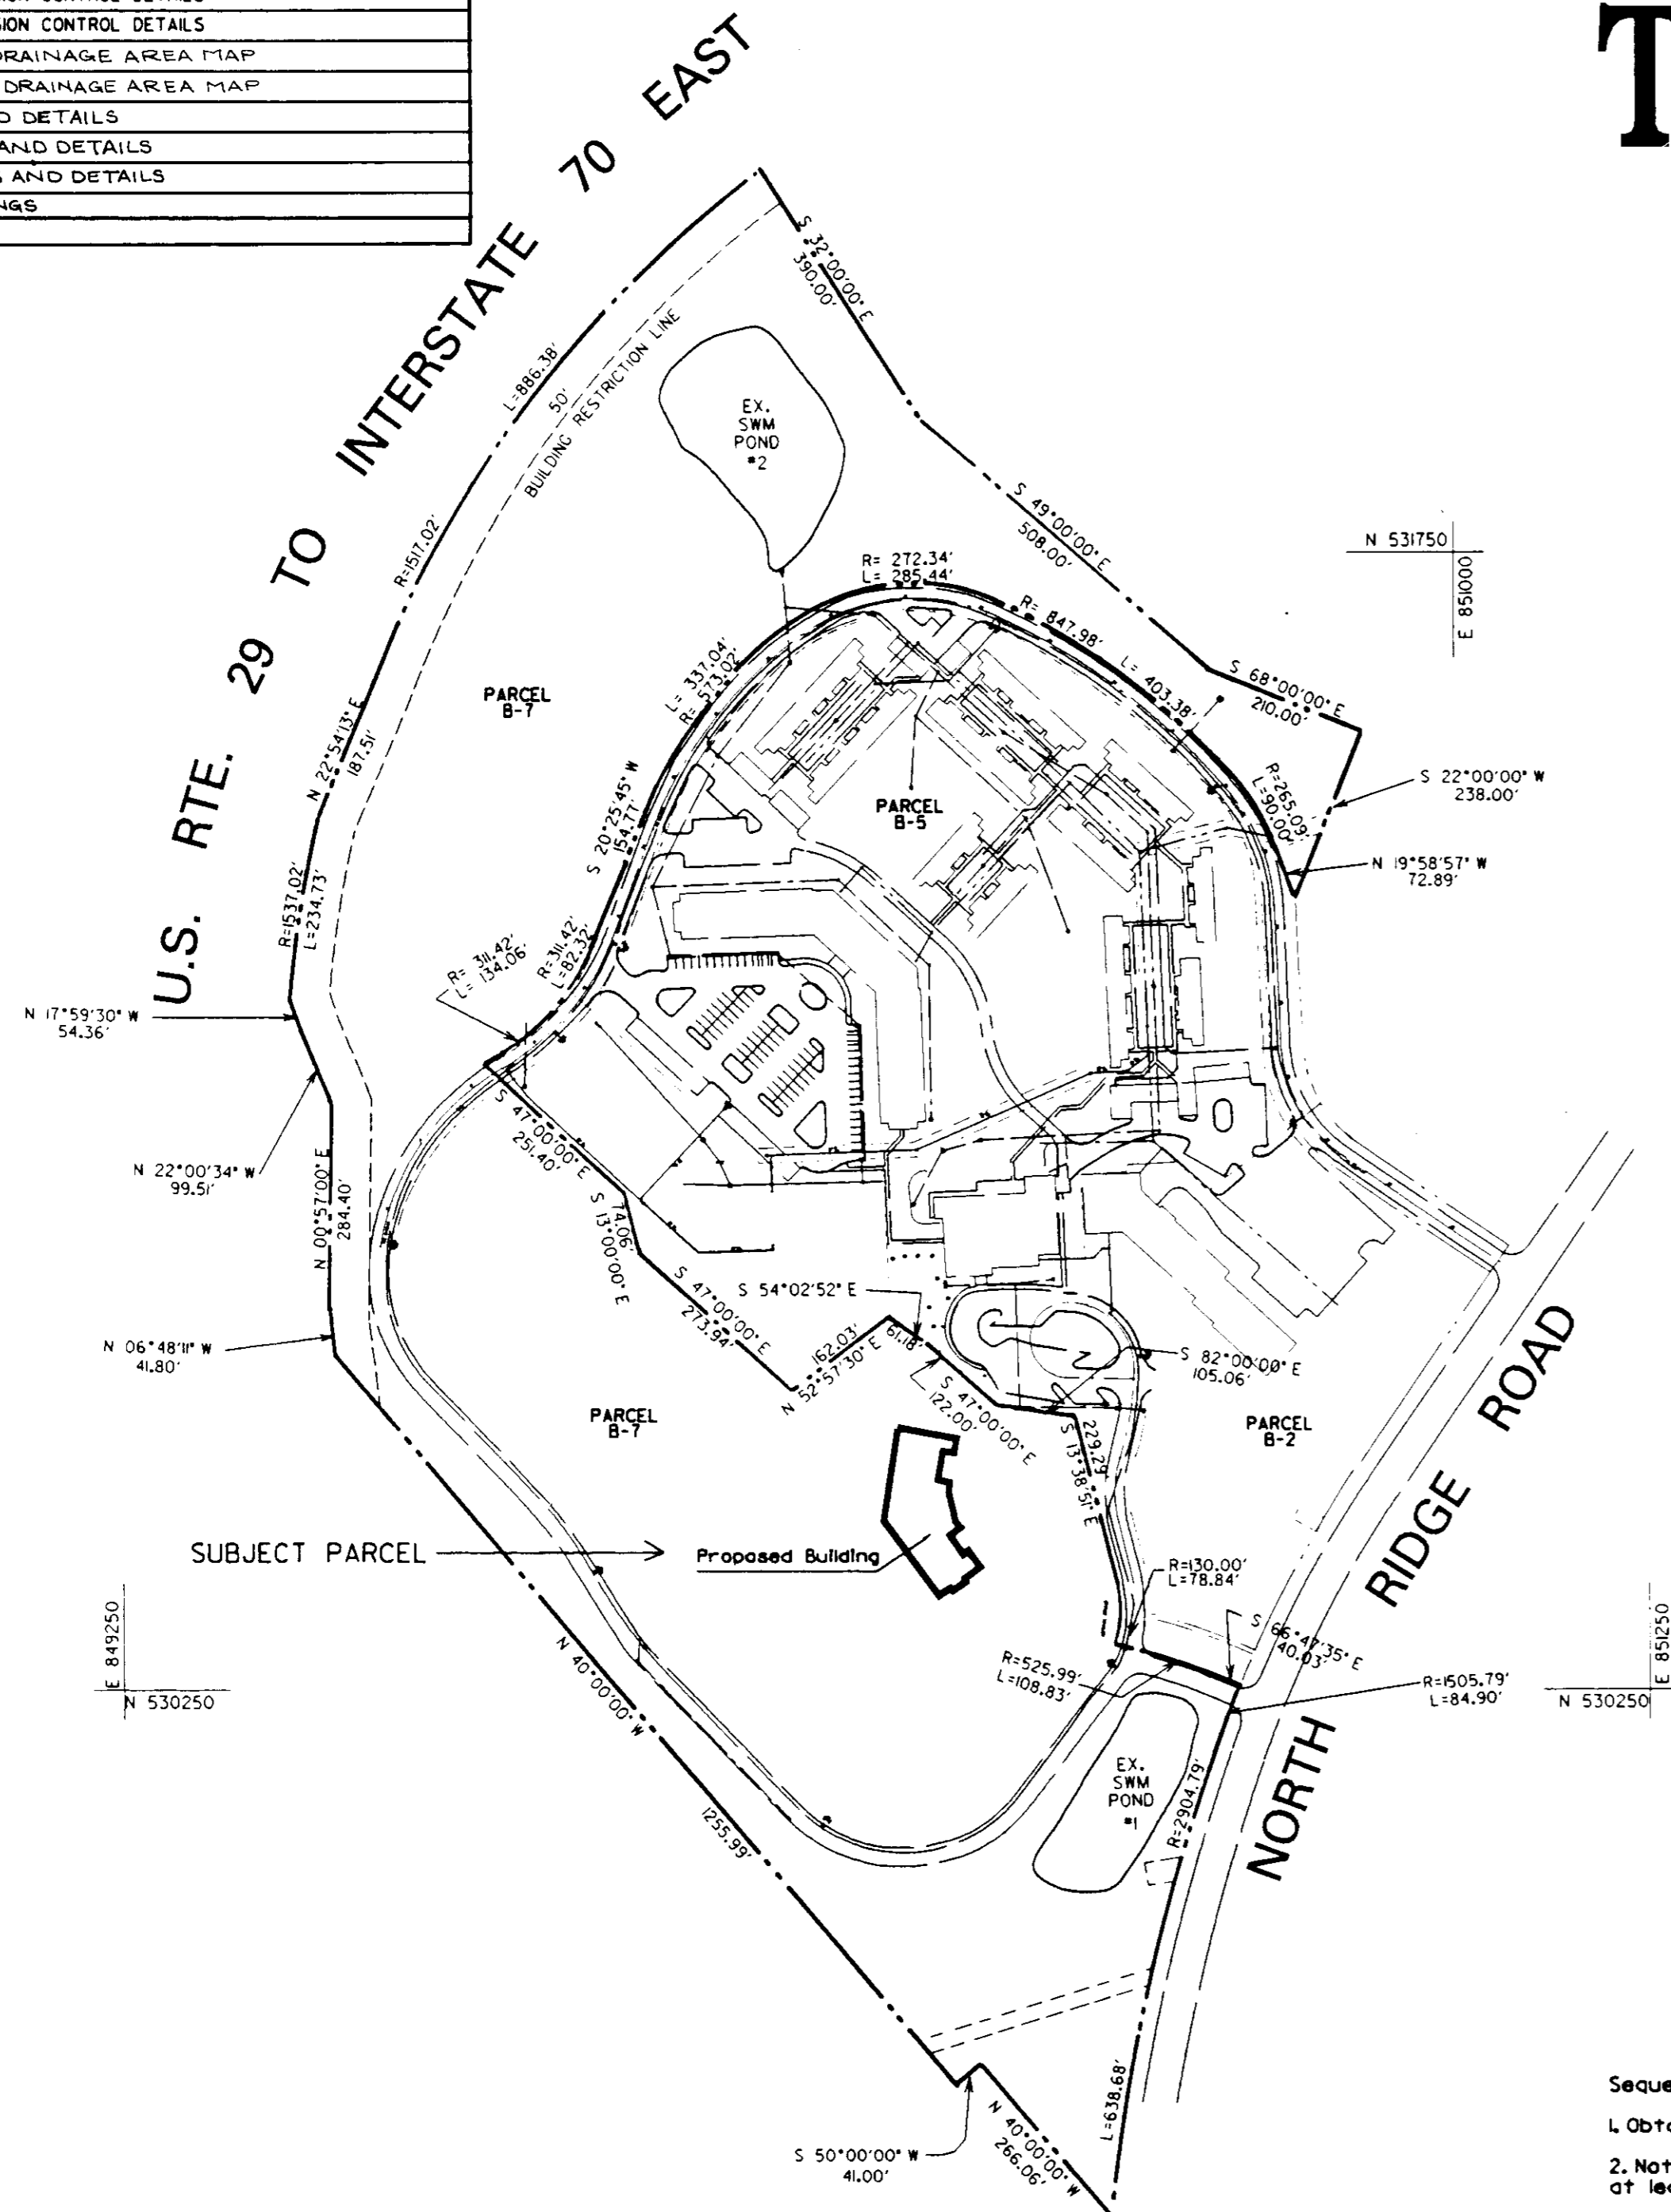 SION CONTROL DETAILS
DRAINAGE AREA MAP
DRAINAGE AREA MAP
D DETAILS
AND DETAILS
AND DETAILS
NGS
T
U.S. RTE. 29 TO INTERSTATE 70 EAST
S 32°00'00" E
390.00'
L=886.38'
50'
BUILDING RESTRICTION LINE
EX.
SWM
POND
#2
R=1517.02'
S 49°00'00" E
508.00'
N 531750
E 851000
R= 272.34'
L= 285.44'
R= 847.98'
L= 403.38'
L= 337.04'
R= 573.02'
S 68°00'00" E
210.00'
PARCEL
B-7
N 22°54'13" E
187.51'
S 22°00'00" W
238.00'
R=265.09'
L=90.00'
PARCEL
B-5
S 20°25'45" W
154.77'
N 19°58'57" W
72.89'
R=1537.02'
L=234.73'
R= 311.42'
L= 134.06'
R=311.42'
L=82.32'
N 17°59'30" W
54.36'
S 47°00'00" E
251.40'
N 22°00'34" W
99.51'
N 00°57'00" E
284.40'
74.06'
S 13°00'00" E
S 47°00'00" E
273.94'
S 54°02'52" E
61.18'
162.03'
N 52°57'30" E
N 06°48'11" W
41.80'
S 82°00'00" E
105.06'
S 47°00'00" E
122.00'
PARCEL
B-7
PARCEL
B-2
229.29
S 13°38'51" E
NORTH RIDGE ROAD
SUBJECT PARCEL
Proposed Building
R=130.00'
L=78.84'
S 66°47'35" E
40.03'
E 849250
N 530250
R=525.99'
L=108.83'
R=1505.79'
L=84.90'
E 851250
N 530250
N 40°00'00" W
1255.99'
EX.
SWM
POND
#1
R=2904.79'
L=638.68'
S 50°00'00" W
41.00'
N 40°00'00" W
266.06'
Seque
1. Obta
2. Not
at lea